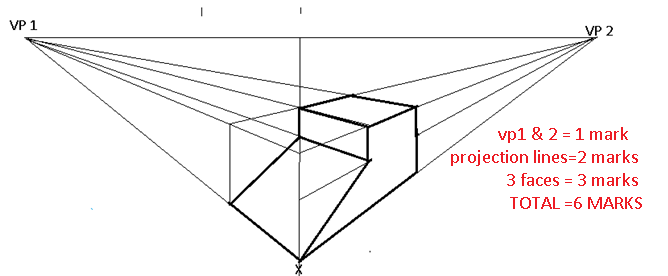 VP 1
VP 2
vp1 & 2 = 1 mark
projection lines=2 marks
3 faces = 3 marks
TOTAL =6 MARKS
X